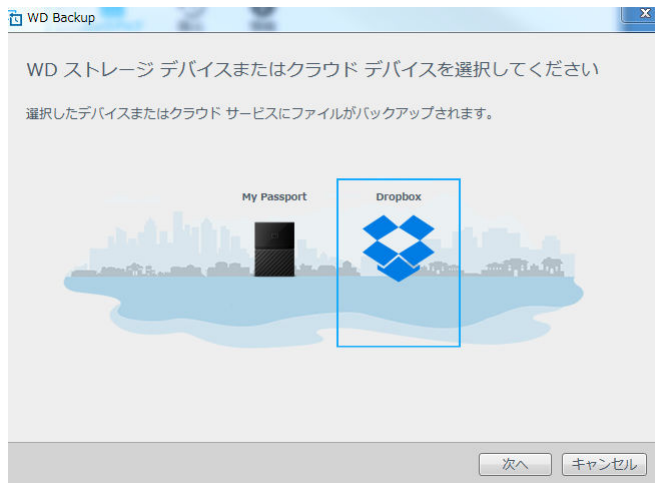 WD Backup
WD ストレージ デバイスまたはクラウド デバイスを選択してください
選択したデバイスまたはクラウド サービスにファイルがバックアップされます。
My Passport Dropbox
次へ キャンセル